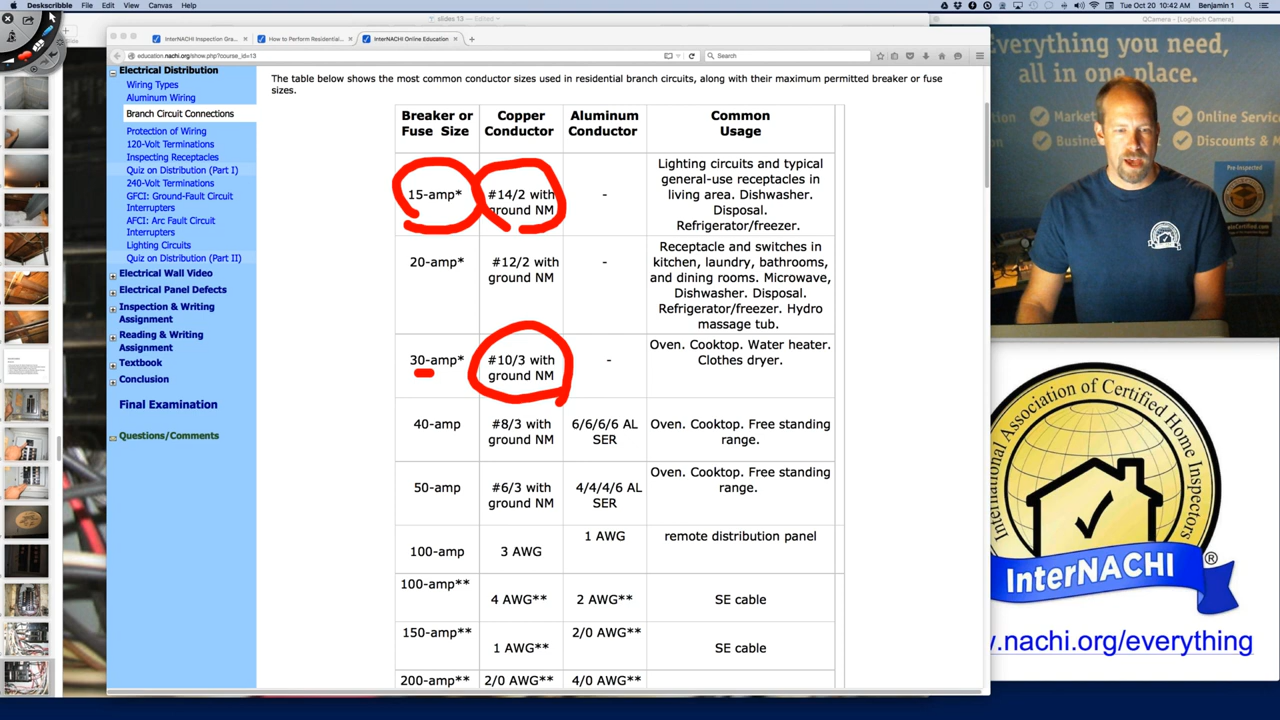 Deskscribble File Edit View Canvas Help
Benjamin 1
Tue Oct 20 10:42 AM
slides 13 — Edited
QCamera - [Logitech Camera]
InterNACHI Inspection Gra...
How to Perform Residential...
InterNACHI Online Education
education.nachi.org/show.php?course_id=13
Search
Electrical Distribution
Wiring Types
Aluminum Wiring
Branch Circuit Connections
Protection of Wiring
120-Volt Terminations
Inspecting Receptacles
Quiz on Distribution (Part I)
240-Volt Terminations
GFCI: Ground-Fault Circuit
Interrupters
AFCI: Arc Fault Circuit
Interrupters
Lighting Circuits
Quiz on Distribution (Part II)
Electrical Wall Video
Electrical Panel Defects
Inspection & Writing
Assignment
Reading & Writing
Assignment
Textbook
Conclusion
Final Examination
Questions/Comments
The table below shows the most common conductor sizes used in residential branch circuits, along with their maximum permitted breaker or fuse
sizes.
Breaker or
Fuse Size
Copper
Conductor
Aluminum
Conductor
Common
Usage
15-amp*
#14/2 with
ground NM
-
Lighting circuits and typical
general-use receptacles in
living area. Dishwasher.
Disposal.
Refrigerator/freezer.
20-amp*
#12/2 with
ground NM
-
Receptacle and switches in
kitchen, laundry, bathrooms,
and dining rooms. Microwave,
Dishwasher. Disposal.
Refrigerator/freezer. Hydro
massage tub.
30-amp*
#10/3 with
ground NM
-
Oven. Cooktop. Water heater.
Clothes dryer.
40-amp
#8/3 with
ground NM
6/6/6/6 AL
SER
Oven. Cooktop. Free standing
range.
50-amp
#6/3 with
ground NM
4/4/4/6 AL
SER
Oven. Cooktop. Free standing
range.
100-amp
3 AWG
1 AWG
remote distribution panel
100-amp**
4 AWG**
2 AWG**
SE cable
150-amp**
1 AWG**
2/0 AWG**
SE cable
200-amp**
2/0 AWG**
4/0 AWG**
Everything you need,
all in one place.
Market
Online Service
Busines
Discounts & M
Pre-Inspected
International Association of Certified Home Inspectors
InterNACHI
®
w.nachi.org/everything